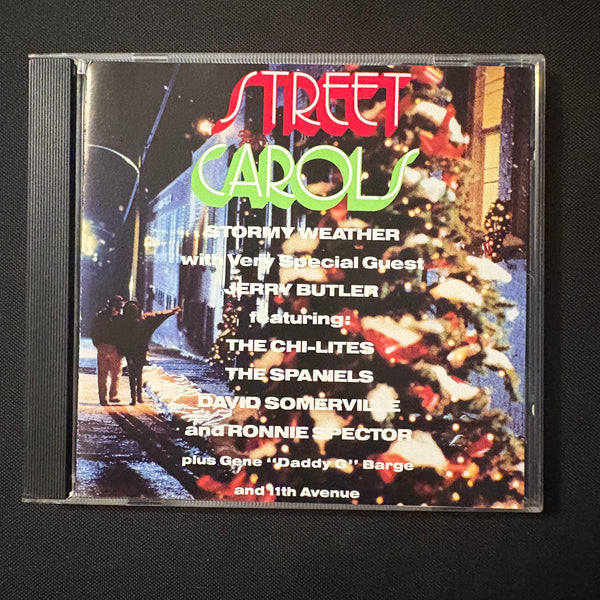 STREET
CAROLS
STORMY WEATHER
with Very Special Guest
JERRY BUTLER
featuring:
THE CHI-LITES
THE SPANIELS
DAVID SOMERVILLE
and RONNIE SPECTOR
plus Gene "Daddy G" Barge
and 11th Avenue